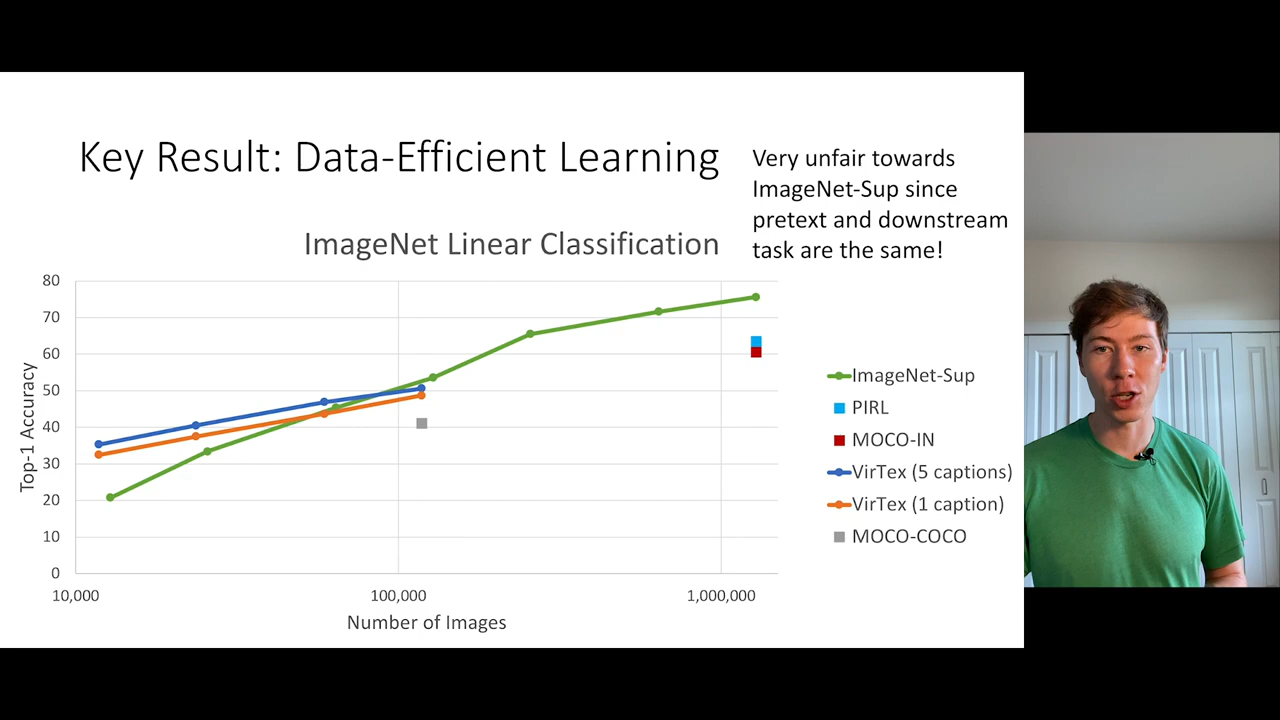 Key Result: Data-Efficient Learning
Very unfair towards
ImageNet-Sup since
pretext and downstream
task are the same!
ImageNet Linear Classification
80
70
60
50
40
30
20
10
0
Top-1 Accuracy
10,000
100,000
1,000,000
Number of Images
ImageNet-Sup
PIRL
MOCO-IN
VirTex (5 captions)
VirTex (1 caption)
MOCO-COCO